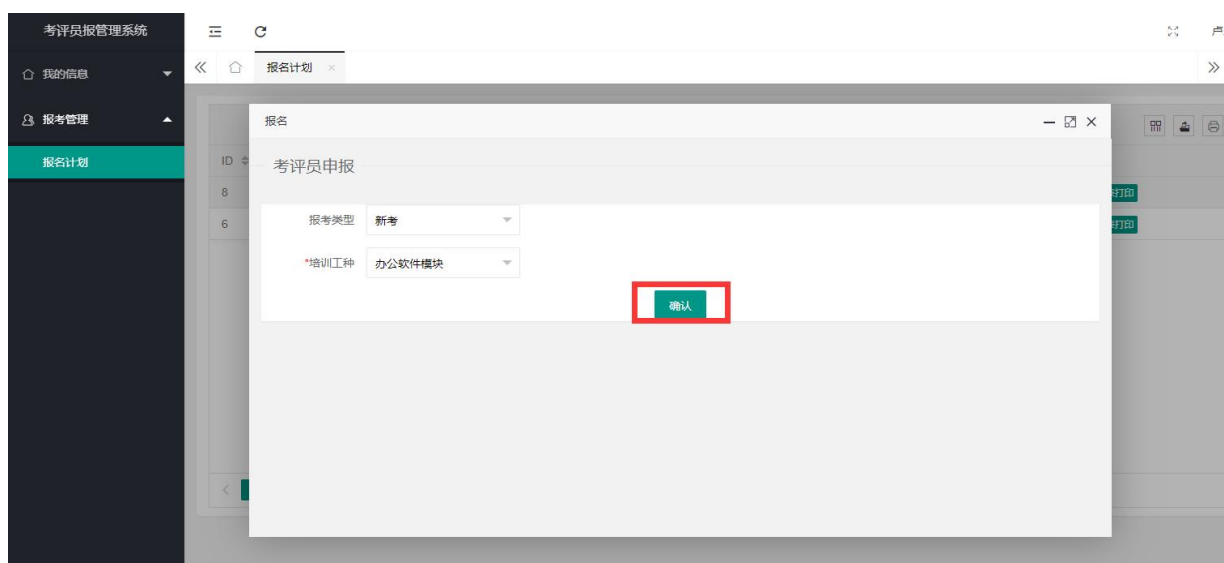 考评员报管理系统
卢
我的信息
报名计划
报考管理
报名
报名计划
ID
考评员申报
8
打印
报考类型 新考
6
打印
*培训工种 办公软件模块
确认